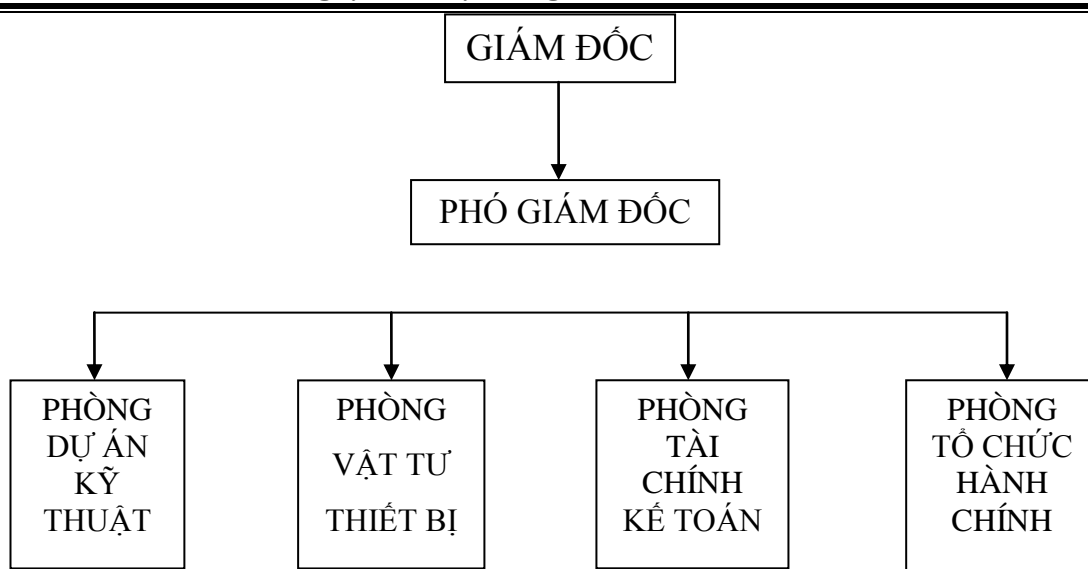 GIÁM ĐỐC
PHÓ GIÁM ĐỐC
PHÒNG
DỰ ÁN
KỸ
THUẬT
PHÒNG
VẬT TƯ
THIẾT BỊ
PHÒNG
TÀI
CHÍNH
KẾ TOÁN
PHÒNG
TỔ CHỨC
HÀNH
CHÍNH